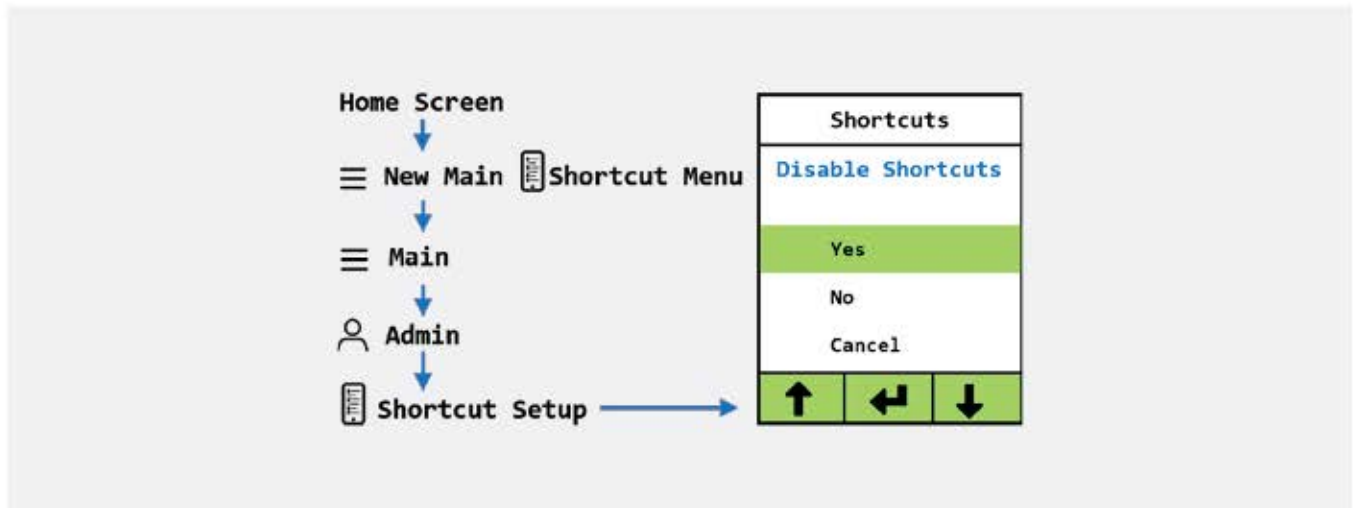 Home Screen
New Main Shortcut Menu
Main
Admin
Shortcut Setup
Shortcuts
Disable Shortcuts
Yes
No
Cancel